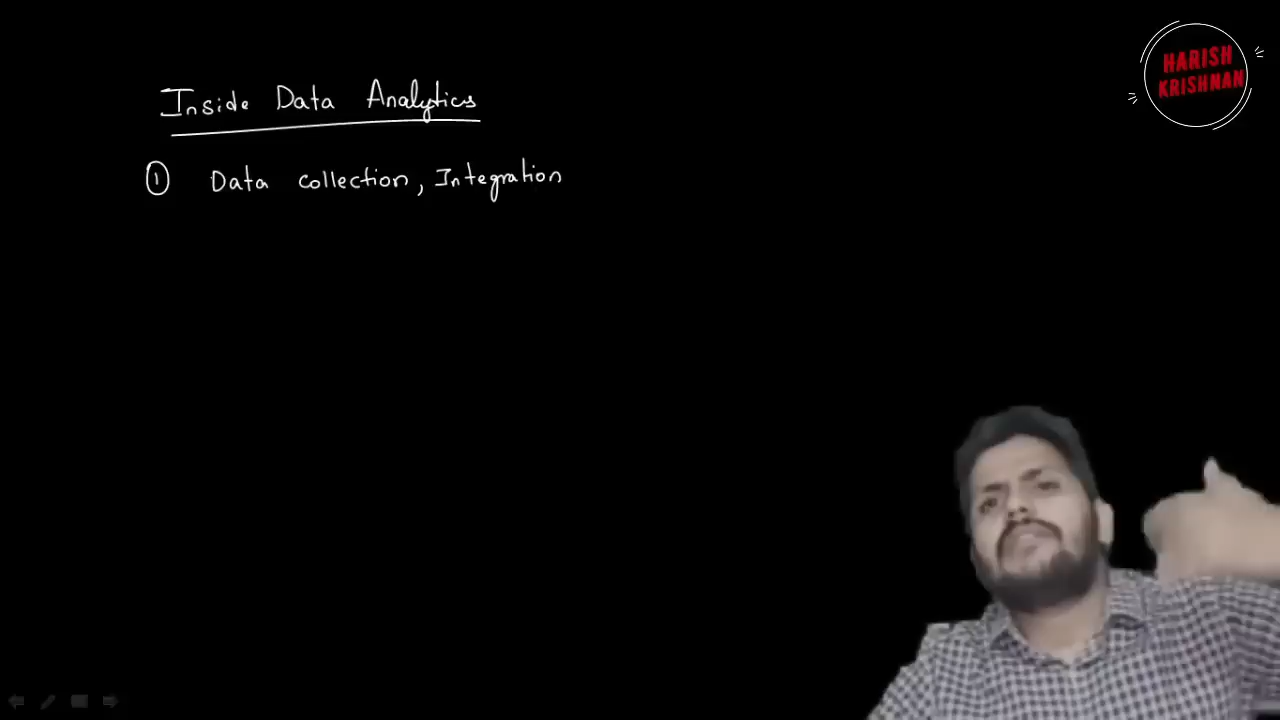 HARISH
KRISHNAN
Inside Data Analytics
① Data collection, Integration